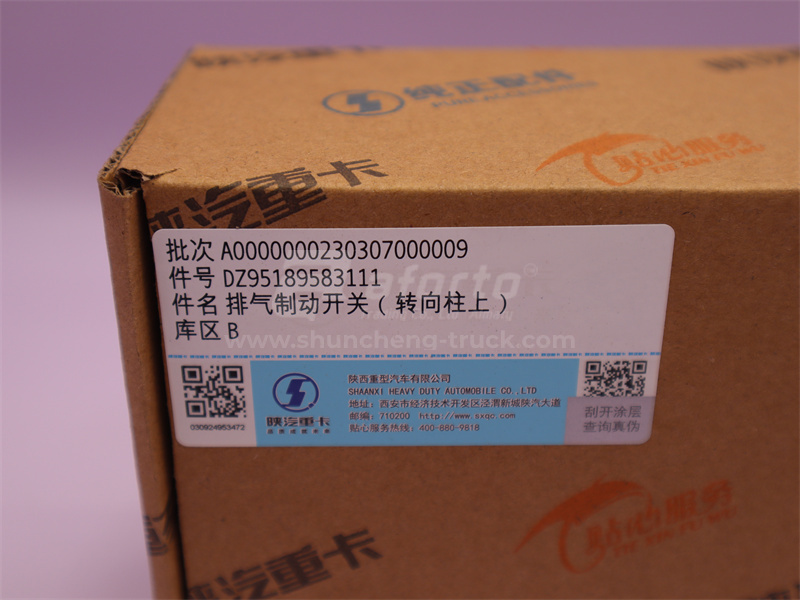 纯正配件
PURE ACCESSORIES
贴心服务
陕汽重卡
批次 A0000000230307000009
件号 DZ95189583111
件名 排气制动开关（转向柱上）
库区 B
www.shuncheng-truck.com
陕西重型汽车有限公司
SHAANXI HEAVY DUTY AUTOMOBILE CO.,LTD
地址：西安市经济技术开发区泾渭新城陕汽大道
邮编：710200 http://www.sxqc.com
贴心服务热线：400-880-9818
陕汽重卡
030924953472
刮开涂层
查询真伪
贴心服务
陕汽重卡